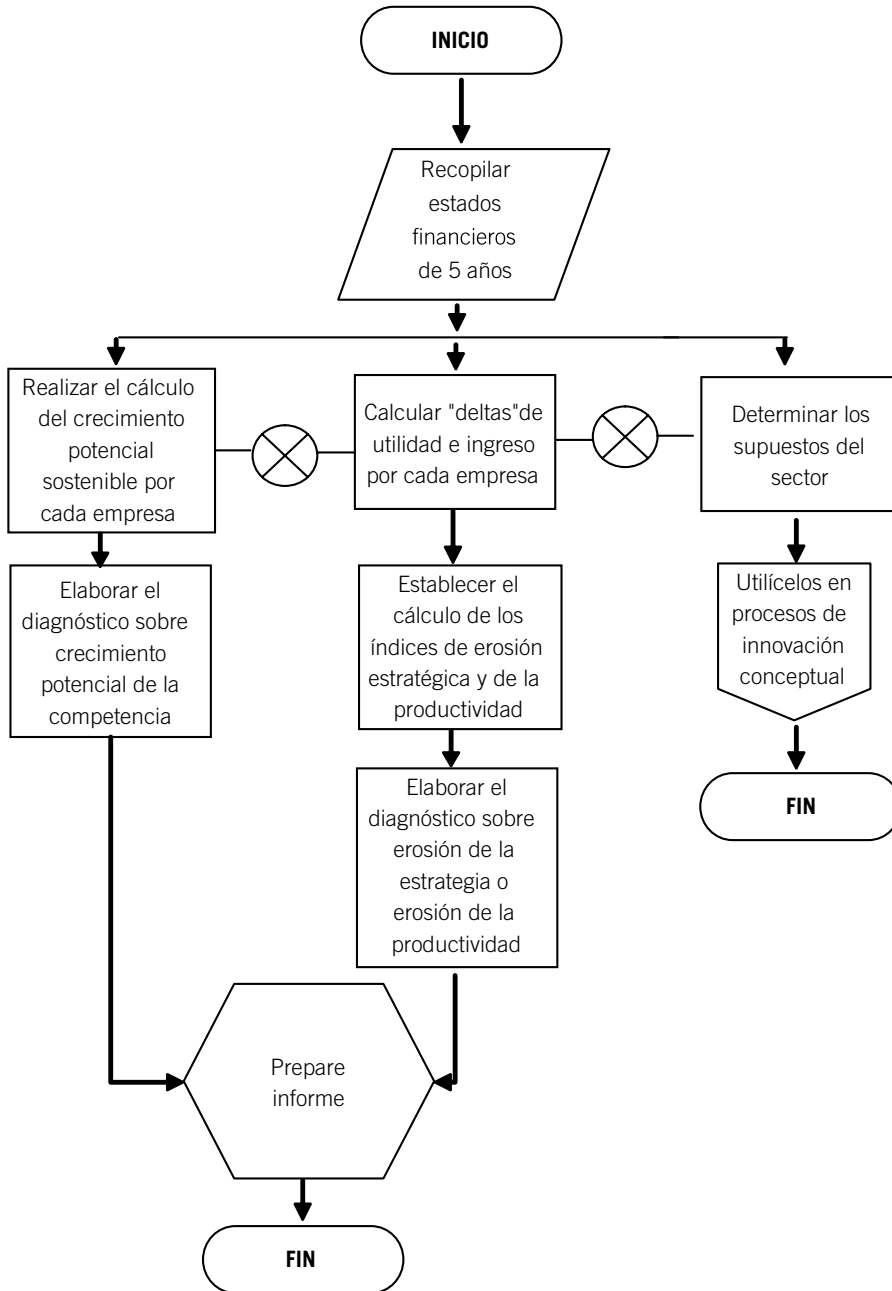 INICIO
Recopilar
estados
financieros
de 5 años
Realizar el cálculo
del crecimiento
potencial
sostenible por
cada empresa
Calcular "deltas"de
utilidad e ingreso
por cada empresa
Determinar los
supuestos del
sector
Elaborar el
diagnóstico sobre
crecimiento
potencial de la
competencia
Establecer el
cálculo de los
índices de erosión
estratégica y de la
productividad
Utilícelos en
procesos de
innovación
conceptual
Elaborar el
diagnóstico sobre
erosión de la
estrategia o
erosión de la
productividad
FIN
Prepare
informe
FIN